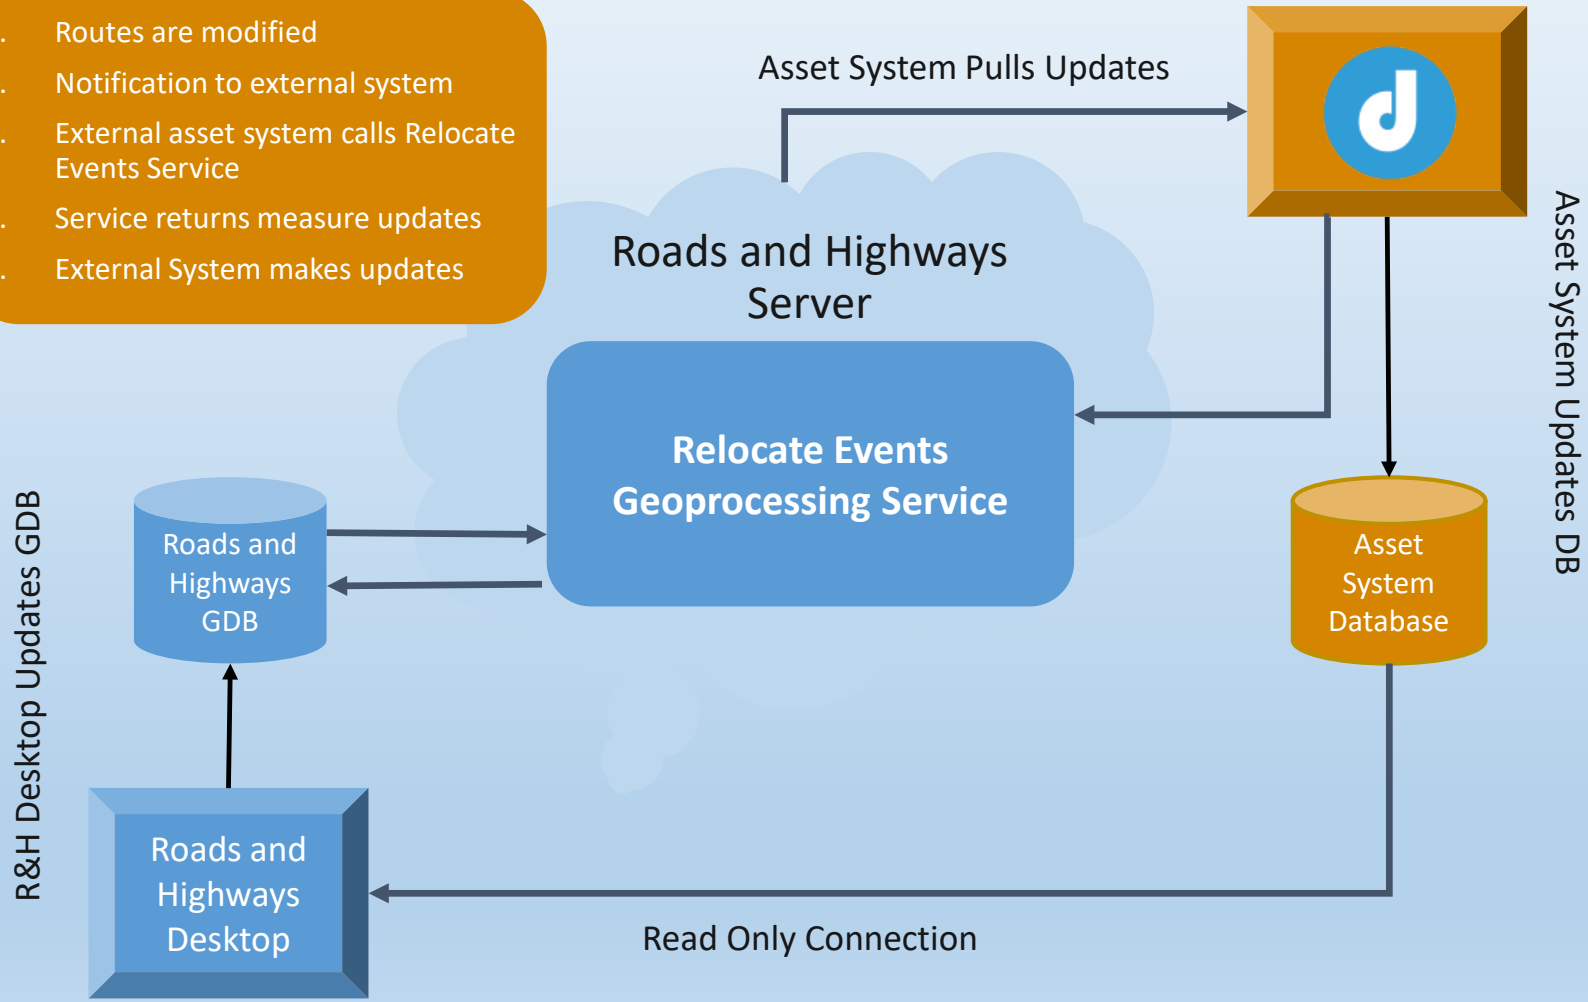 . Routes are modified
. Notification to external system
. External asset system calls Relocate
Events Service
. Service returns measure updates
. External System makes updates
Asset System Pulls Updates
d
Roads and Highways
Server
Relocate Events
Geoprocessing Service
Asset System Updates DB
R&H Desktop Updates GDB
Roads and
Highways
GDB
Asset
System
Database
Roads and
Highways
Desktop
Read Only Connection